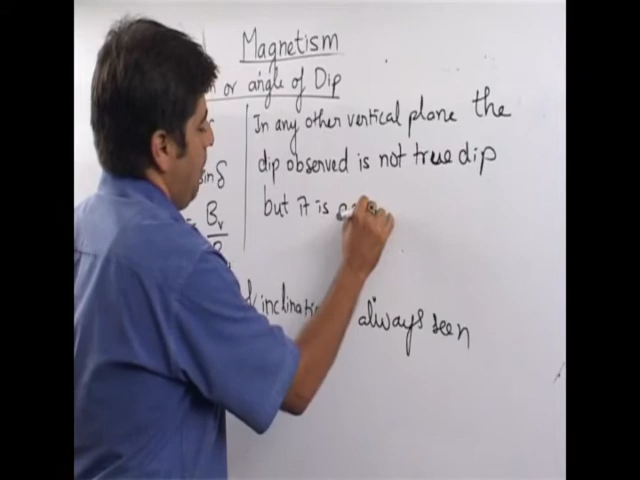 Magnetism
or angle of Dip
In any other vertical plane the
dip observed is not true dip
sin δ
but it is
Bv
inclination always seen